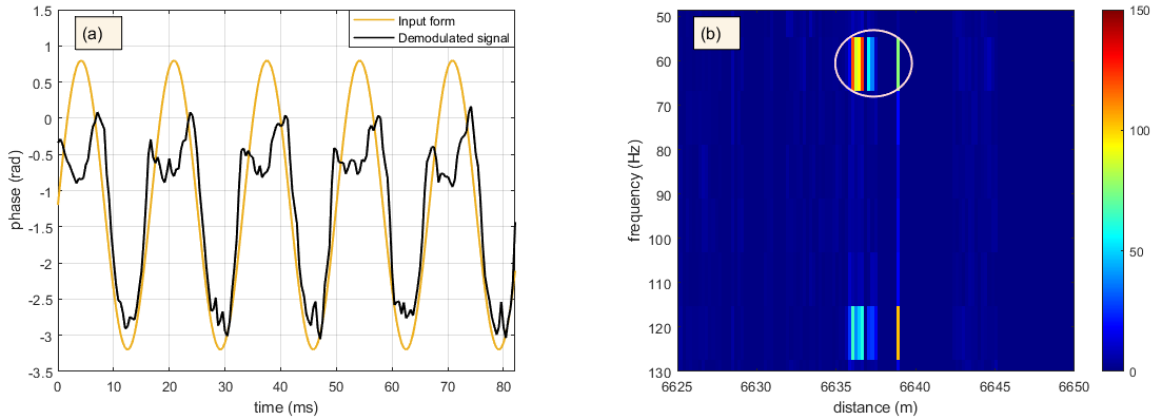 (a)
Input form
Demodulated signal
1.5
1
0.5
0
-0.5
-1
-1.5
-2
-2.5
-3
-3.5
phase (rad)
0 10 20 30 40 50 60 70 80
time (ms)
(b)
50
60
70
80
90
100
110
120
130
frequency (Hz)
6625 6630 6635 6640 6645 6650
distance (m)
150
100
50
0